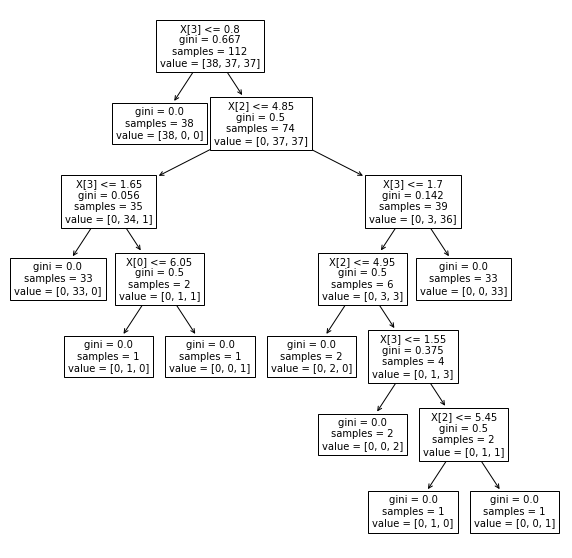 X[3] <= 0.8
gini = 0.667
samples = 112
value = [38, 37, 37]
gini = 0.0
samples = 38
value = [38, 0, 0]
X[2] <= 4.85
gini = 0.5
samples = 74
value = [0, 37, 37]
X[3] <= 1.65
gini = 0.056
samples = 35
value = [0, 34, 1]
X[3] <= 1.7
gini = 0.142
samples = 39
value = [0, 3, 36]
gini = 0.0
samples = 33
value = [0, 33, 0]
X[0] <= 6.05
gini = 0.5
samples = 2
value = [0, 1, 1]
X[2] <= 4.95
gini = 0.5
samples = 6
value = [0, 3, 3]
gini = 0.0
samples = 33
value = [0, 0, 33]
gini = 0.0
samples = 1
value = [0, 1, 0]
gini = 0.0
samples = 1
value = [0, 0, 1]
gini = 0.0
samples = 2
value = [0, 2, 0]
X[3] <= 1.55
gini = 0.375
samples = 4
value = [0, 1, 3]
gini = 0.0
samples = 2
value = [0, 0, 2]
X[2] <= 5.45
gini = 0.5
samples = 2
value = [0, 1, 1]
gini = 0.0
samples = 1
value = [0, 1, 0]
gini = 0.0
samples = 1
value = [0, 0, 1]